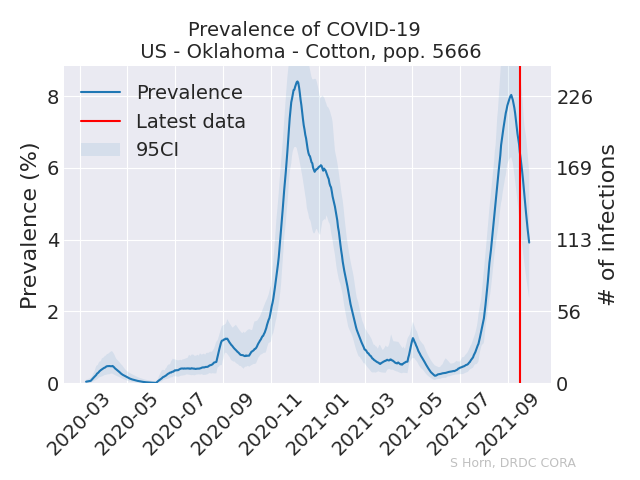 Prevalence of COVID-19
US - Oklahoma - Cotton, pop. 5666
Prevalence
Latest data
95CI
Prevalence (%)
8
6
4
2
0
# of infections
226
169
113
56
0
2020-03
2020-05
2020-07
2020-09
2020-11
2021-01
2021-03
2021-05
2021-07
2021-09
S Horn, DRDC CORA